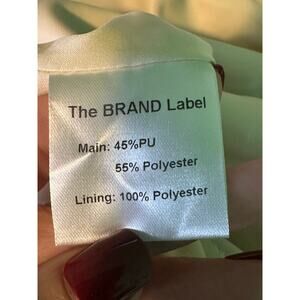 The BRAND Label
Main: 45%PU
55% Polyester
Lining: 100% Polyester